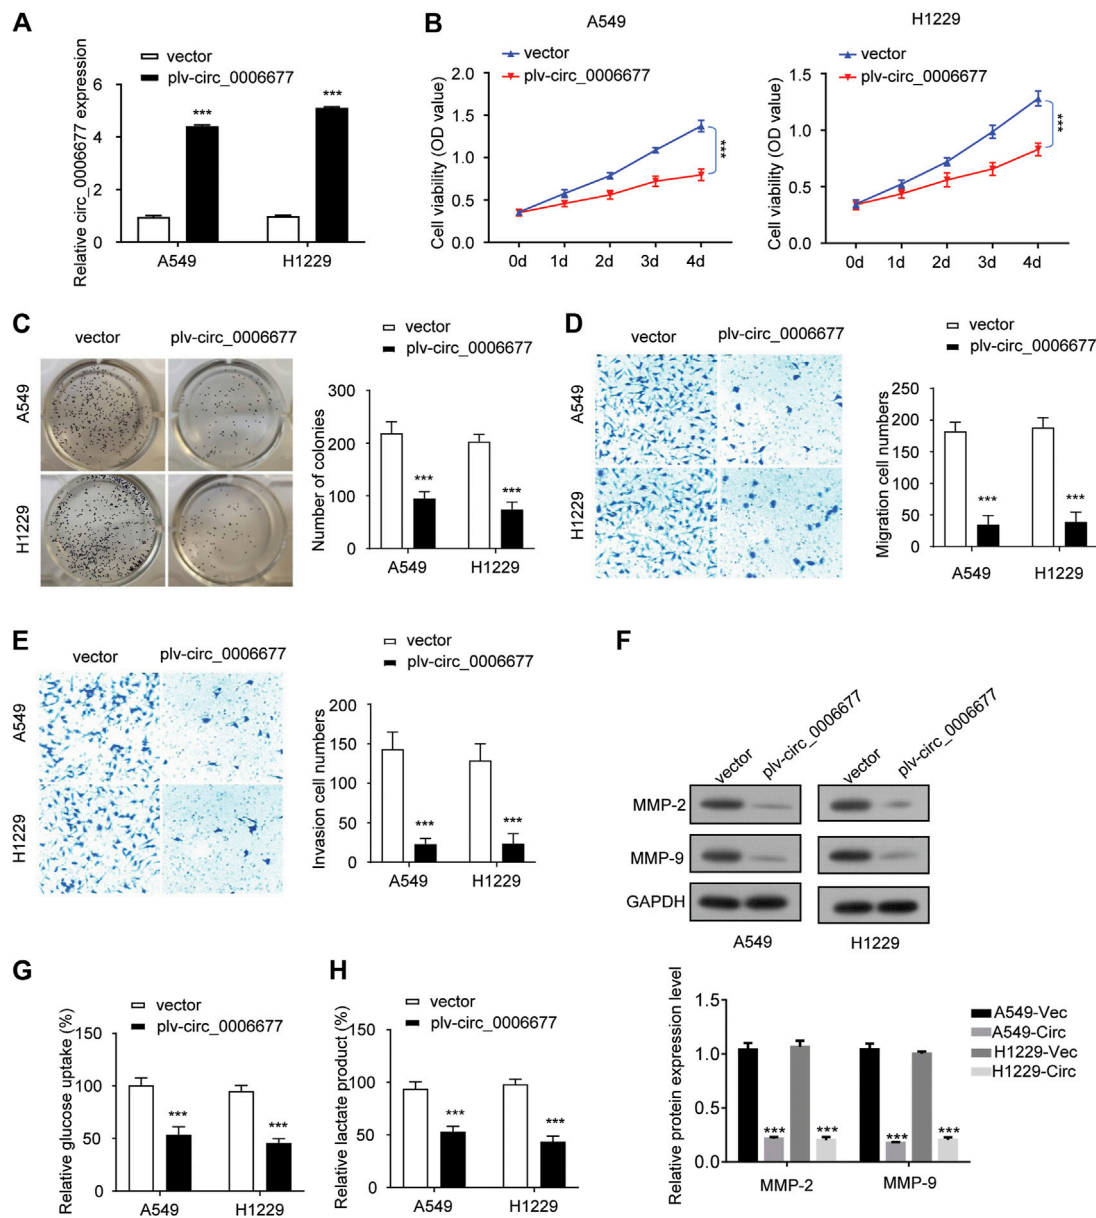 A
vector
plv-circ_0006677
Relative circ_0006677 expression
6
4
2
0
***
***
A549
H1229
B
A549
vector
plv-circ_0006677
Cell viability (OD value)
2.0
1.5
1.0
0.5
0.0
***
0d 1d 2d 3d 4d
H1229
vector
plv-circ_0006677
Cell viability (OD value)
1.5
1.0
0.5
0.0
***
0d 1d 2d 3d 4d
C
vector plv-circ_0006677
A549
H1229
vector
plv-circ_0006677
Number of colonies
300
200
100
0
***
***
A549 H1229
D
vector plv-circ_0006677
A549
H1229
vector
plv-circ_0006677
Migration cell numbers
250
200
150
100
50
0
***
***
A549 H1229
E
vector plv-circ_0006677
A549
H1229
vector
plv-circ_0006677
Invasion cell numbers
200
150
100
50
0
***
***
A549 H1229
F
vector plv-circ_0006677 vector plv-circ_0006677
MMP-2
MMP-9
GAPDH
A549 H1229
Relative protein expression level
1.5
1.0
0.5
0.0
A549-Vec
A549-Circ
H1229-Vec
H1229-Circ
*** *** *** ***
MMP-2 MMP-9
G
vector
plv-circ_0006677
Relative glucose uptake (%)
150
100
50
0
***
***
A549 H1229
H
vector
plv-circ_0006677
Relative lactate product (%)
150
100
50
0
***
***
A549 H1229